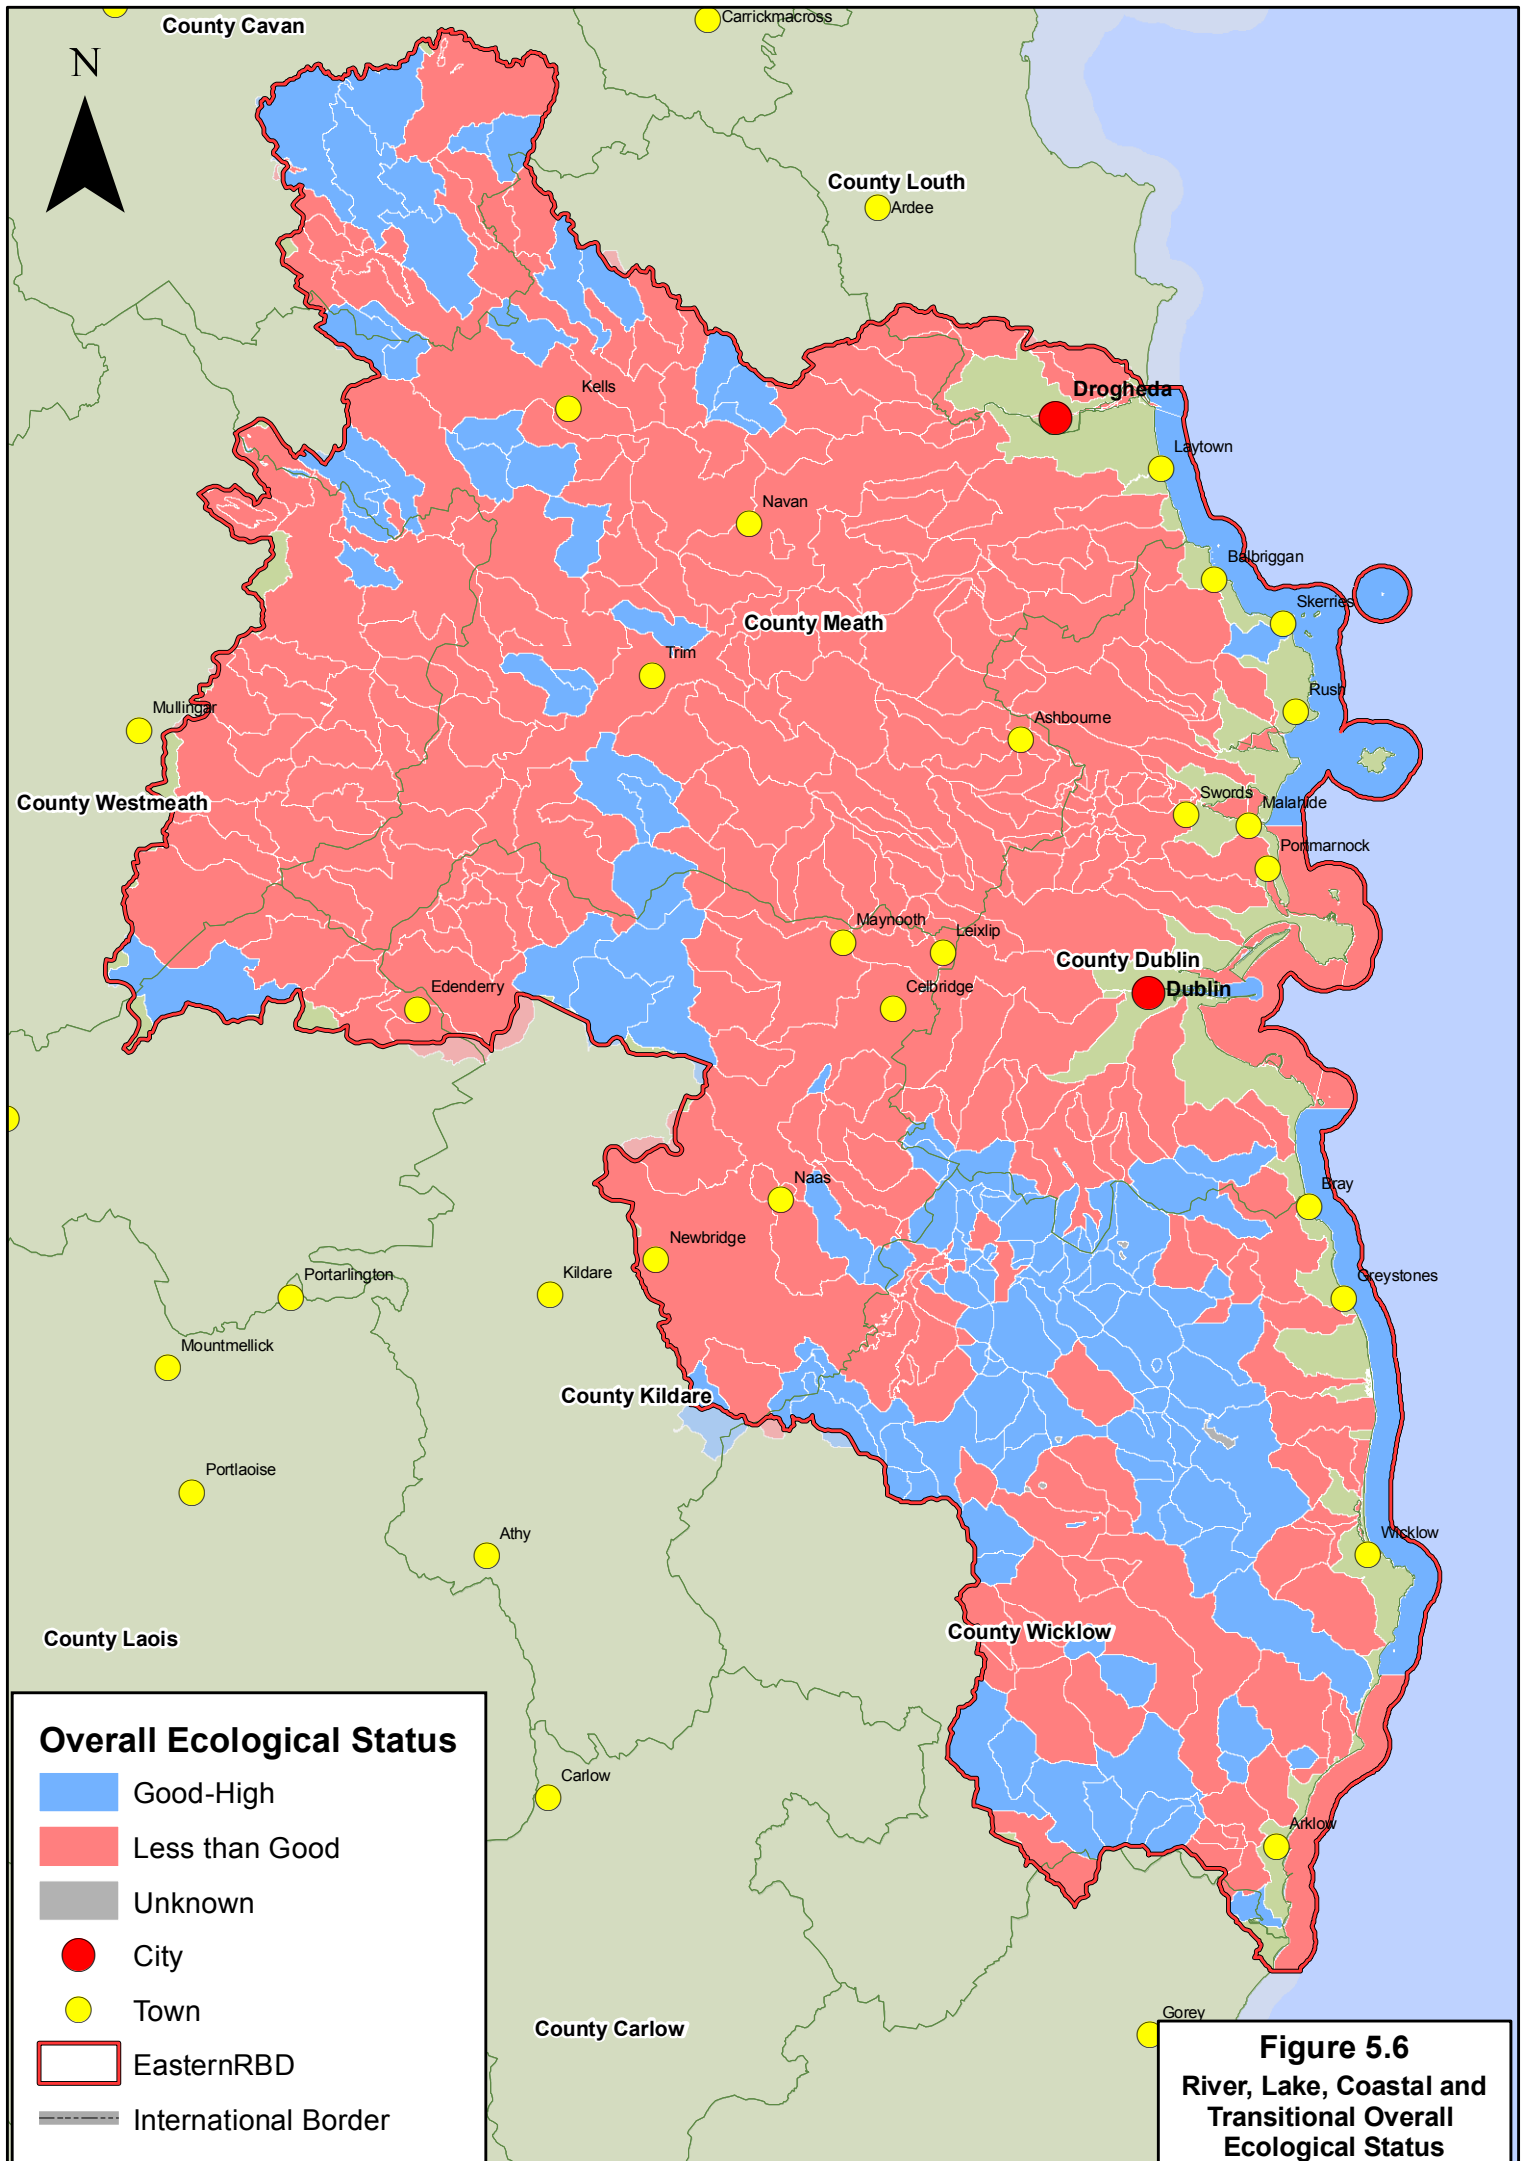 County Cavan
Carrickmacross
N
County Louth
Ardee
Drogheda
Kells
Laytown
Navan
Balbriggan
Skerries
County Meath
Trim
Rush
Mullingar
Ashbourne
County Westmeath
Swords
Malahide
Portmarnock
Maynooth
Leixlip
County Dublin
Edenderry
Celbridge
Dublin
Naas
Bray
Newbridge
Portarlington
Kildare
Greystones
Mountmellick
County Kildare
Portlaoise
Athy
Wicklow
County Laois
County Wicklow
Carlow
Arklow
County Carlow
Gorey
Overall Ecological Status
Good-High
Less than Good
Unknown
City
Town
EasternRBD
International Border
Figure 5.6
River, Lake, Coastal and
Transitional Overall
Ecological Status